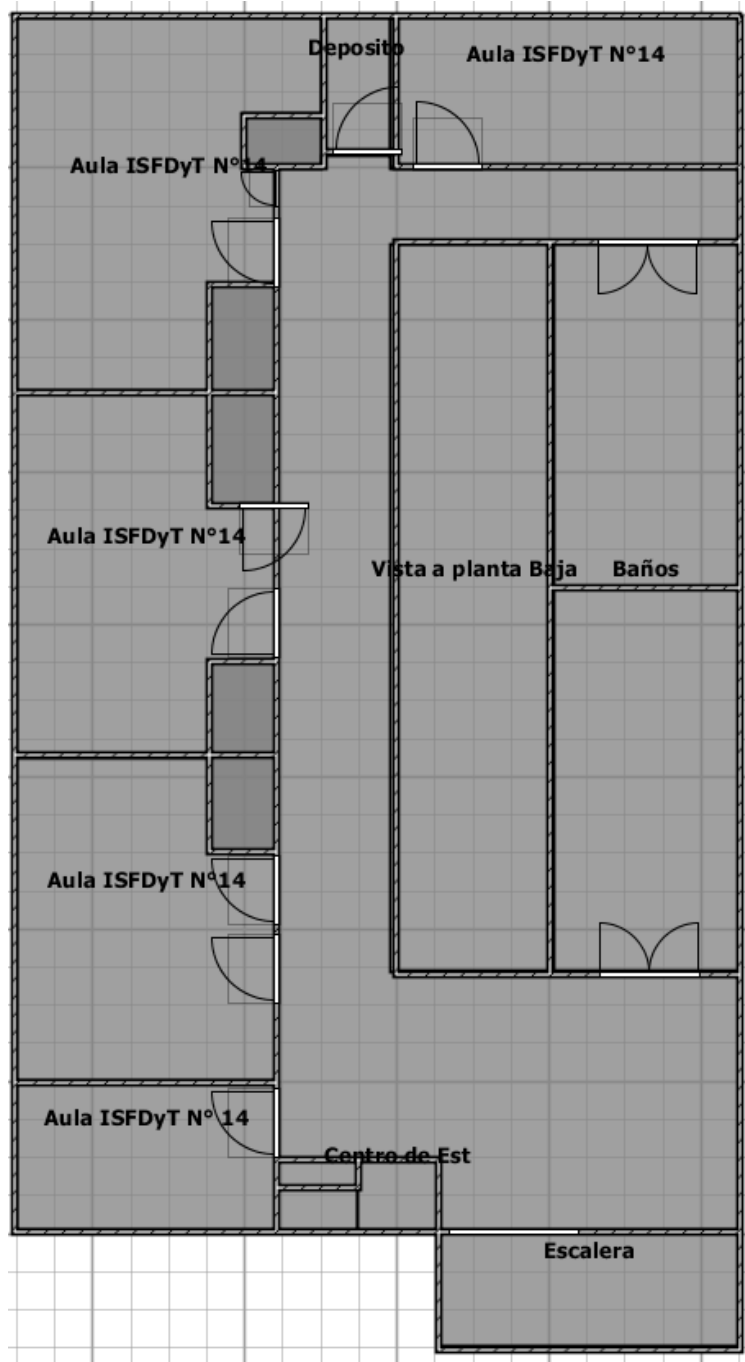 Deposito
Aula ISFDyT N°14
Aula ISFDyT N°14
Aula ISFDyT N°14
Vista a planta Baja
Baños
Aula ISFDyT N°14
Aula ISFDyT N° 14
Centro de Est
Escalera